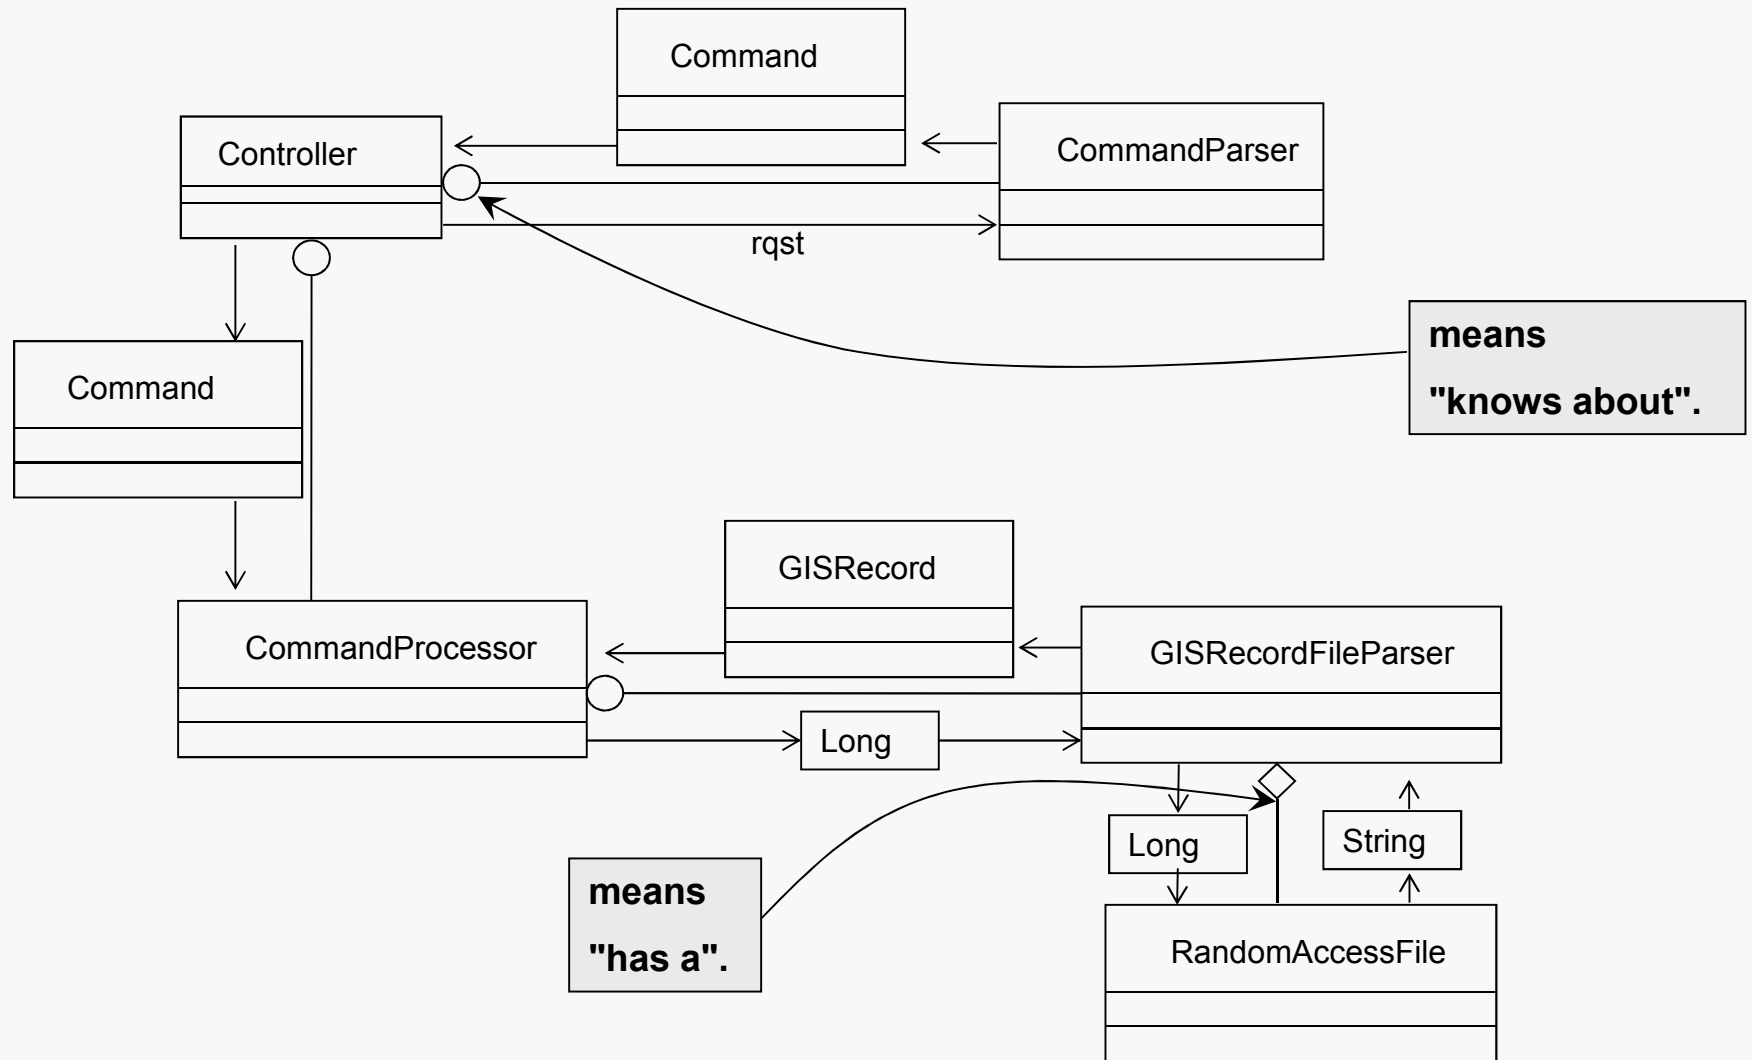 Command
Controller
CommandParser
rqst
means
"knows about".
Command
GISRecord
CommandProcessor
GISRecordFileParser
Long
Long
String
means
"has a".
RandomAccessFile